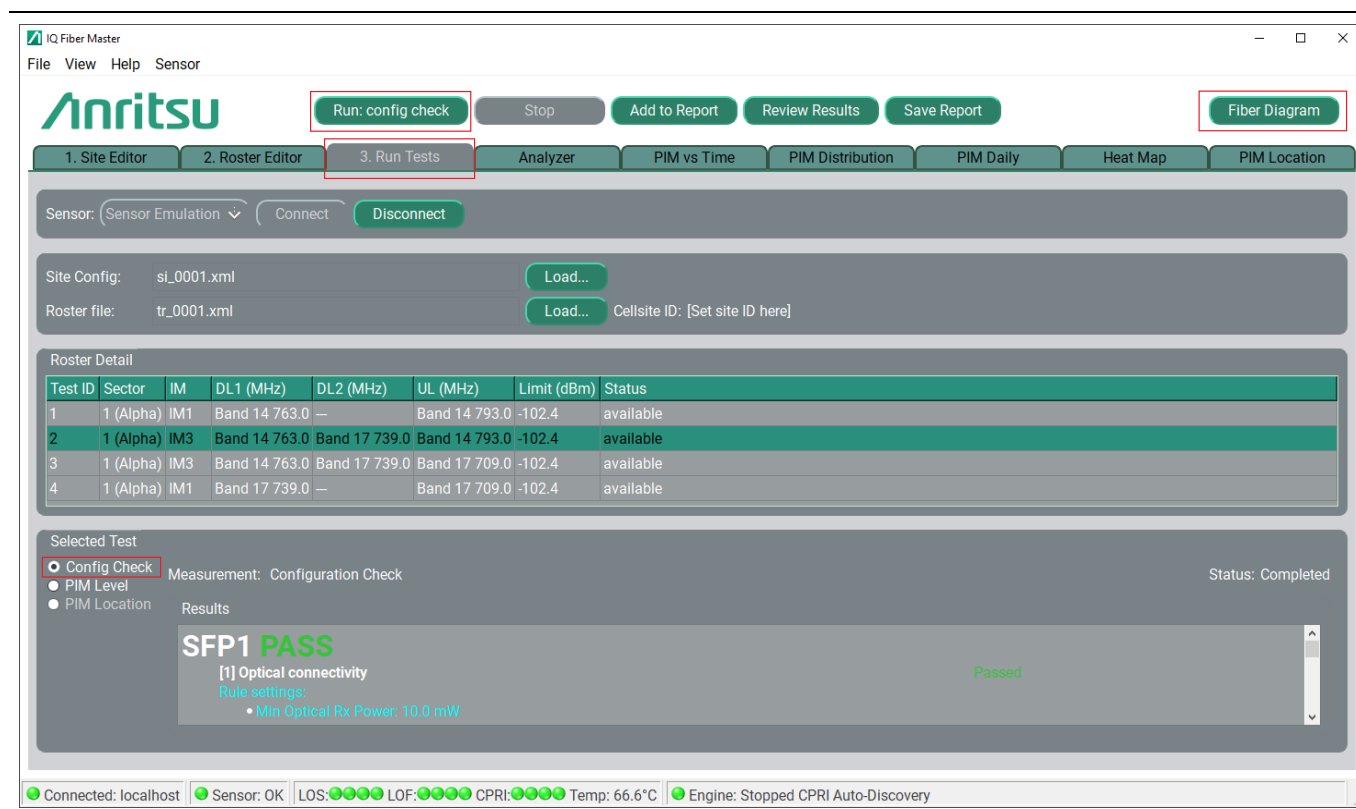 IQ Fiber Master
File View Help Sensor
Anritsu
Run: config check Stop Add to Report Review Results Save Report Fiber Diagram
1. Site Editor 2. Roster Editor 3. Run Tests Analyzer PIM vs Time PIM Distribution PIM Daily Heat Map PIM Location
Sensor: Sensor Emulation Connect Disconnect
Site Config: si_0001.xml Load...
Roster file: tr_0001.xml Load... Cellsite ID: [Set site ID here]
Roster Detail
Test ID Sector IM DL1 (MHz) DL2 (MHz) UL (MHz) Limit (dBm) Status
1 1 (Alpha) IM1 Band 14 763.0 --- Band 14 793.0 -102.4 available
2 1 (Alpha) IM3 Band 14 763.0 Band 17 739.0 Band 14 793.0 -102.4 available
3 1 (Alpha) IM3 Band 14 763.0 Band 17 739.0 Band 17 709.0 -102.4 available
4 1 (Alpha) IM1 Band 17 739.0 --- Band 17 709.0 -102.4 available
Selected Test
Config Check
PIM Level
PIM Location
Measurement: Configuration Check Status: Completed
Results
SFP1 PASS
[1] Optical connectivity Passed
Rule settings:
• Min Optical Rx Power: 10.0 mW
Connected: localhost Sensor: OK LOS: LOF: CPRI: Temp: 66.6°C Engine: Stopped CPRI Auto-Discovery